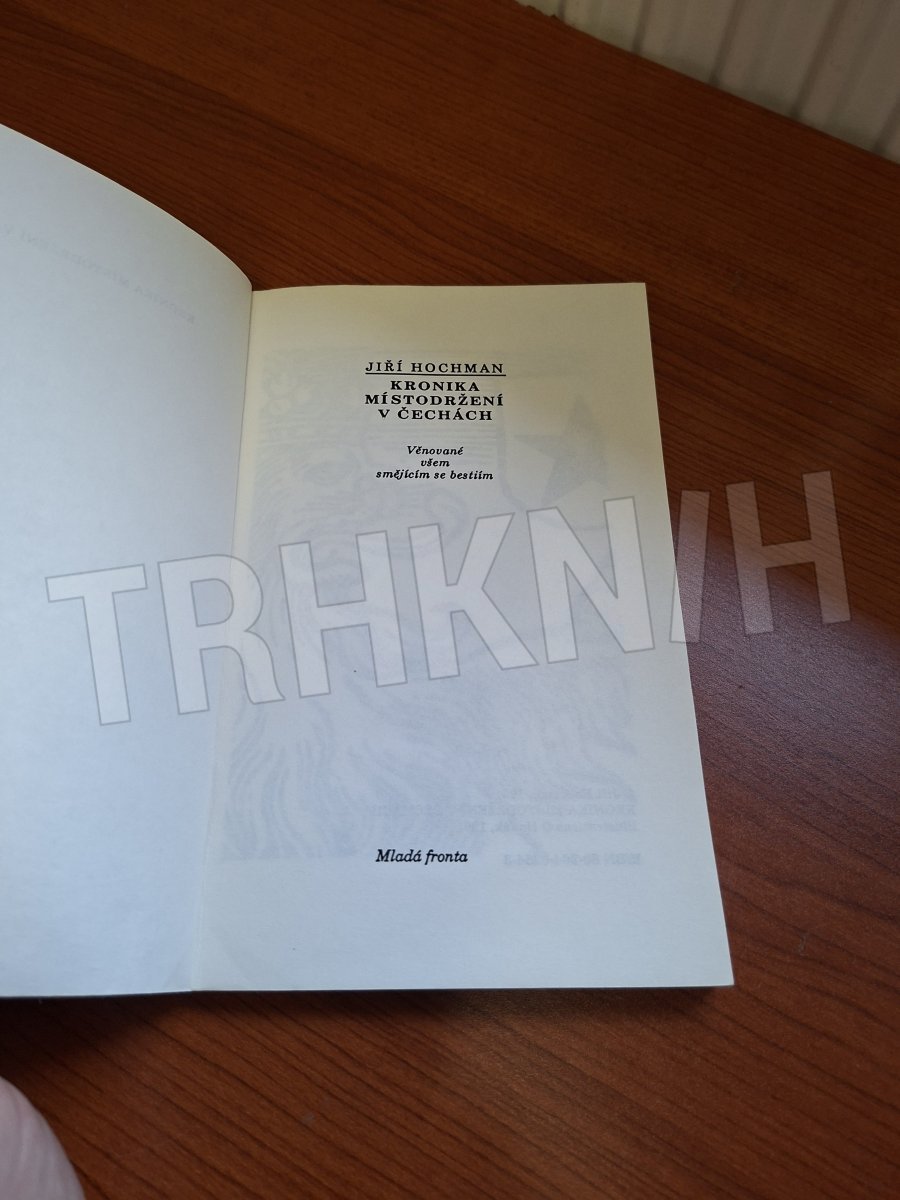 JIŘÍ HOCHMAN
KRONIKA
MÍSTODRŽENÍ
V ČECHÁCH
Věnované
všem
smějícím se bestiím
TRHKNIH
Mladá fronta